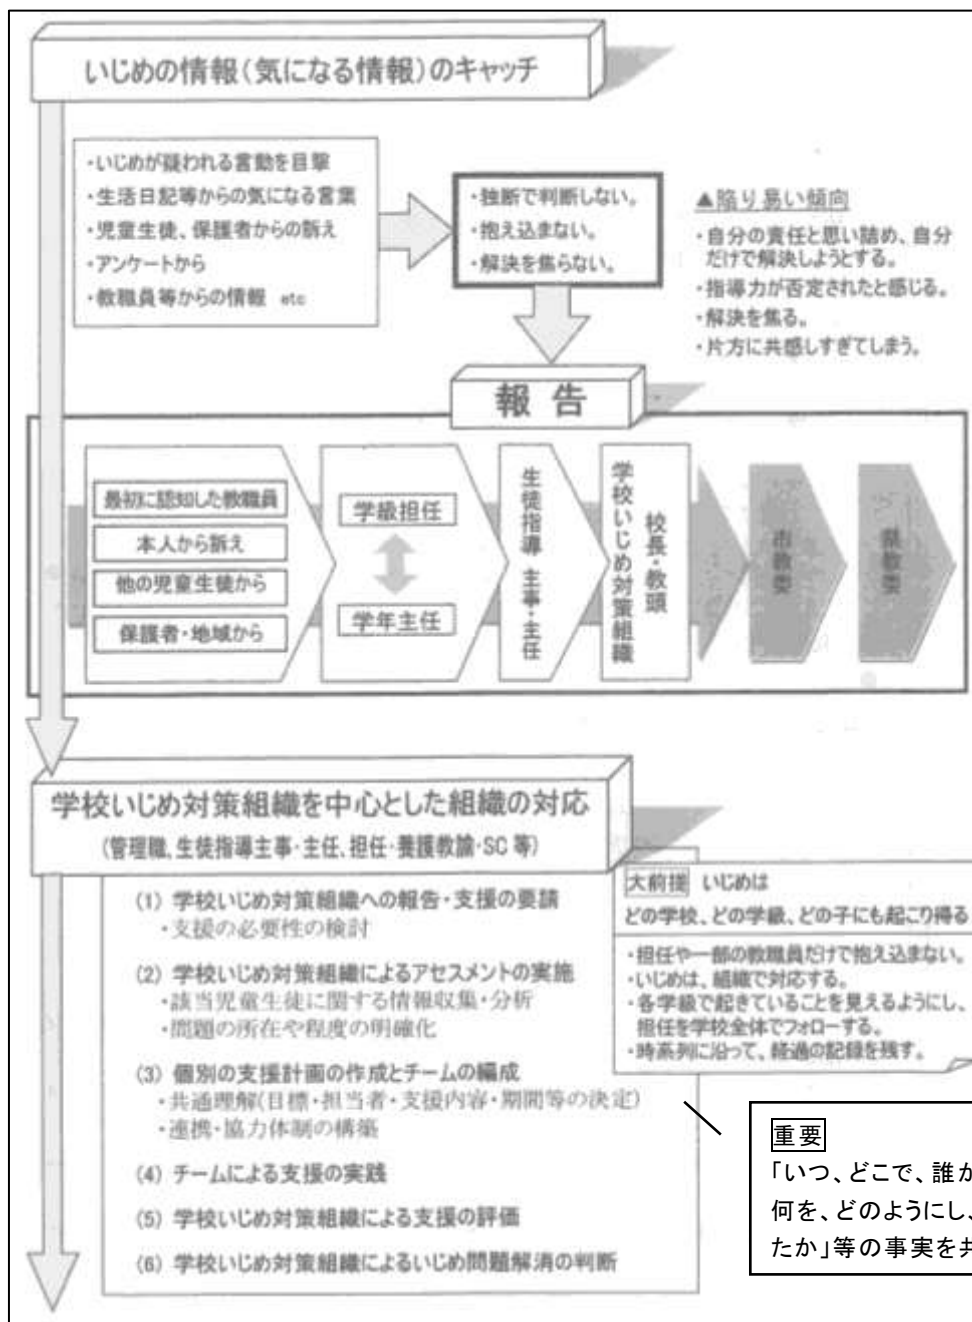 いじめの情報(気になる情報)のキャッチ
・いじめが疑われる言動を目撃
・生活日記等からの気になる言葉
・児童生徒、保護者からの訴え
・アンケートから
・教職員等からの情報 etc
・独断で判断しない。
・抱え込まない。
・解決を焦らない。
▲陥り易い傾向
・自分の責任と思い詰め、自分
だけで解決しようとする。
・指導力が否定されたと感じる。
・解決を焦る。
・片方に共感しすぎてしまう。
報告
最初に認知した教職員
本人から訴え
他の児童生徒から
保護者・地域から
学級担任
学年主任
生徒指導 主事・主任
校長・教頭
学校いじめ対策組織
市教委
県教委
学校いじめ対策組織を中心とした組織の対応
(管理職、生徒指導主事・主任、担任・養護教諭・SC 等)
(1) 学校いじめ対策組織への報告・支援の要請
・支援の必要性の検討
(2) 学校いじめ対策組織によるアセスメントの実施
・該当児童生徒に関する情報収集・分析
・問題の所在や程度の明確化
(3) 個別の支援計画の作成とチームの編成
・共通理解(目標・担当者・支援内容・期間等の決定)
・連携・協力体制の構築
(4) チームによる支援の実践
(5) 学校いじめ対策組織による支援の評価
(6) 学校いじめ対策組織によるいじめ問題解消の判断
大前提 いじめは
どの学校、どの学級、どの子にも起こり得る
・担任や一部の教職員だけで抱え込まない。
・いじめは、組織で対応する。
・各学級で起きていることを見えるようにし、
担任を学校全体でフォローする。
・時系列に沿って、経過の記録を残す。
重要
「いつ、どこで、誰か
何を、どのようにし、
たか」等の事実を共